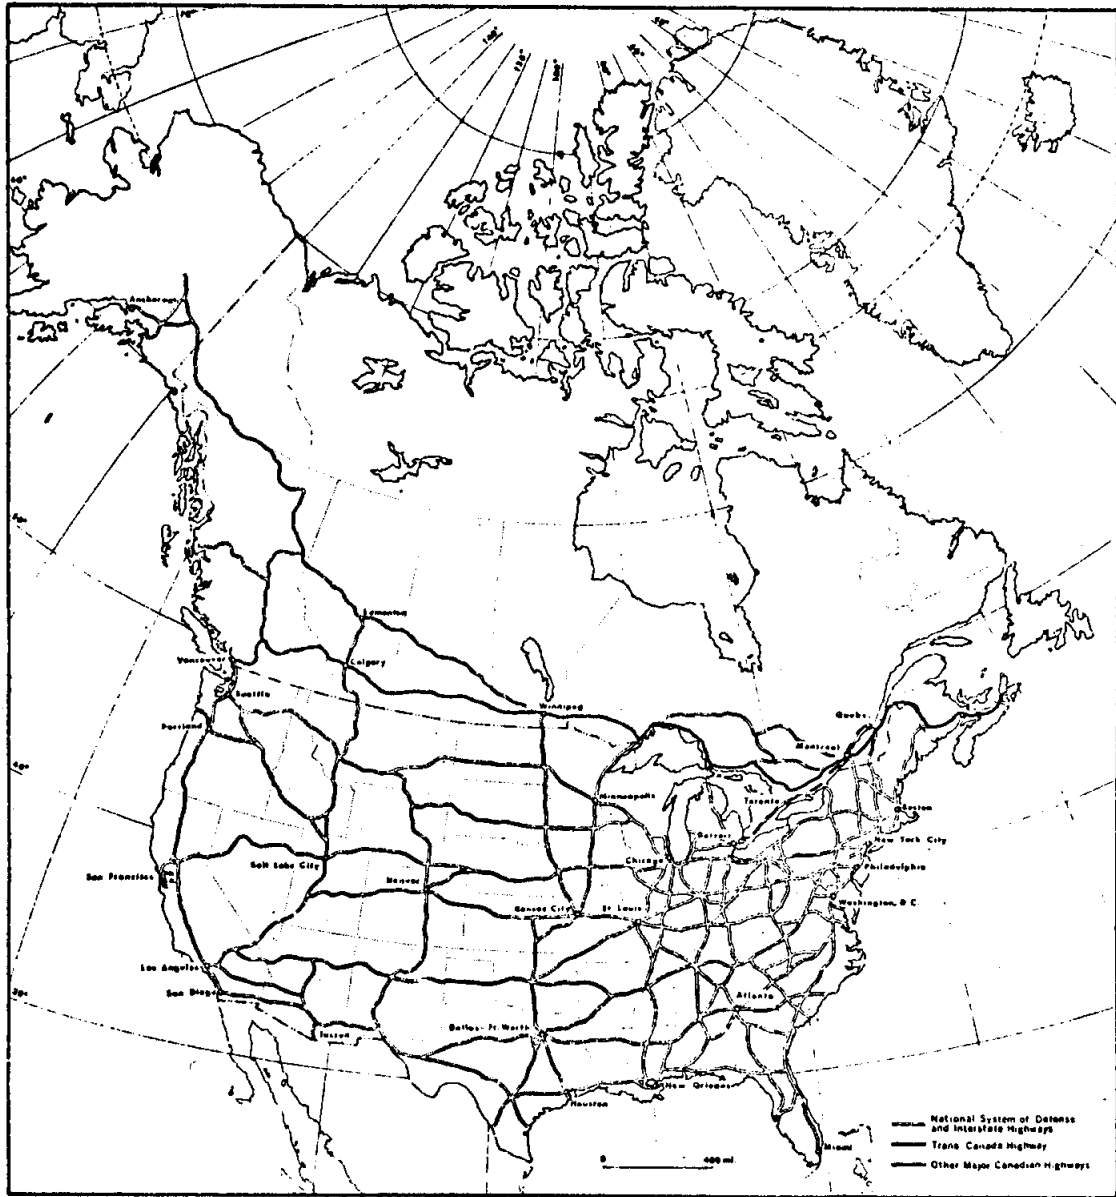 Anchorage
Edmonton
Vancouver
Calgary
Seattle
Winnipeg
Portland
Quebec
Montreal
Minneapolis
Toronto
Boston
Detroit
New York City
Chicago
Salt Lake City
Philadelphia
San Francisco
Denver
Kansas City
St Louis
Washington, D.C.
Los Angeles
San Diego
Atlanta
Tucson
Dallas-Ft. Worth
New Orleans
Houston
Miami
National System of Defense
and Interstate Highways
Trans Canada Highway
Other Major Canadian Highways
0 400 mi.